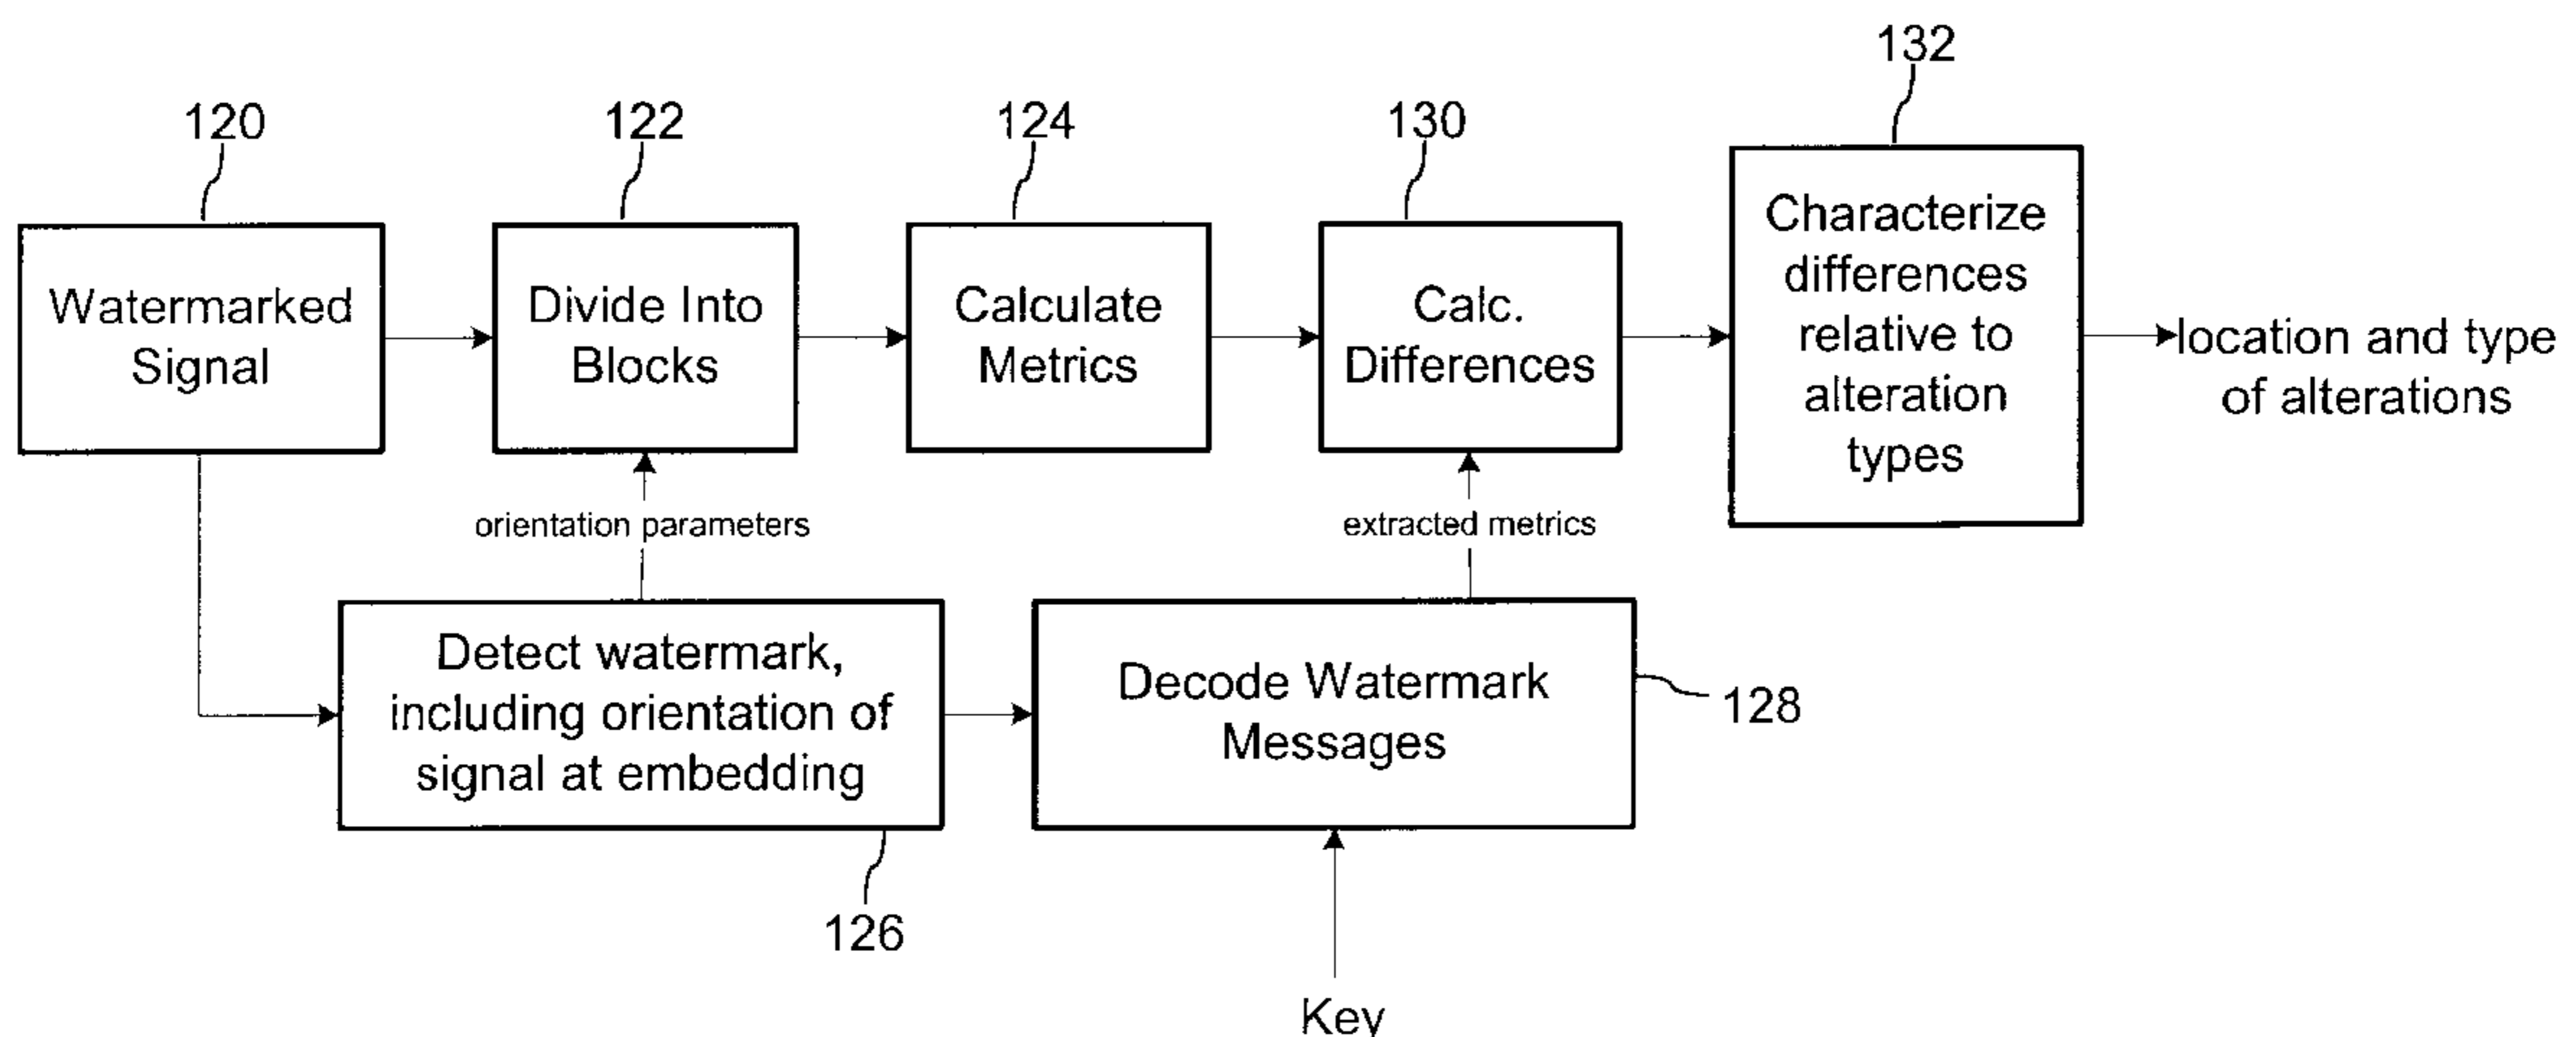 132
120
122
124
130
Watermarked
Signal
Divide Into
Blocks
Calculate
Metrics
Calc.
Differences
Characterize
differences
relative to
alteration
types
location and type
of alterations
orientation parameters
extracted metrics
Detect watermark,
including orientation of
signal at embedding
Decode Watermark
Messages
128
126
Key